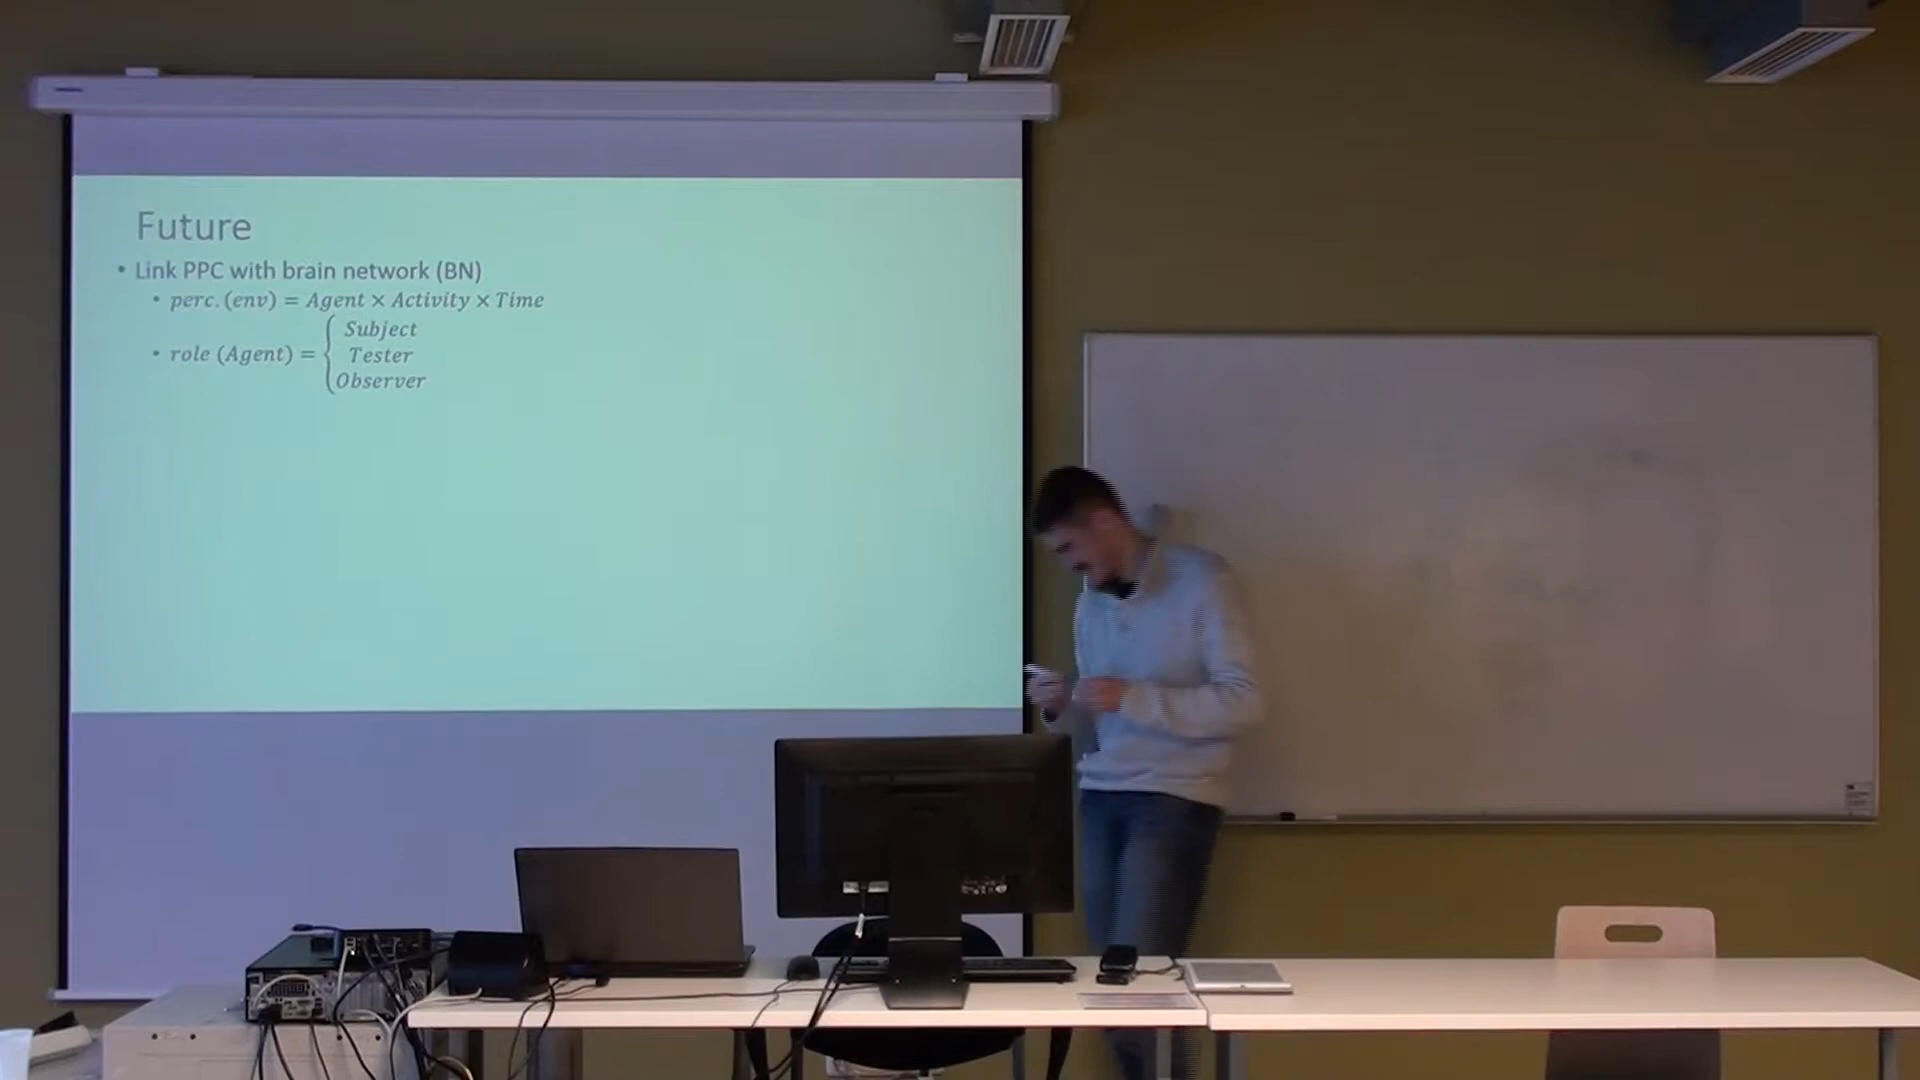 Future
• Link PPC with brain network (BN)
• perc.(env) = Agent × Activity × Time
• role (Agent) = { Subject
Tester
Observer